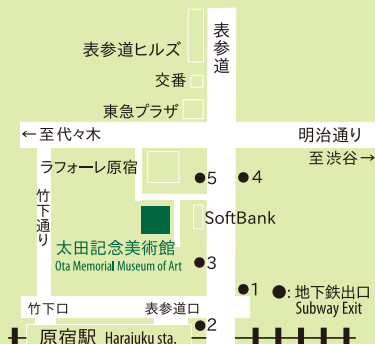 表参道
表参道ヒルズ
交番
東急プラザ
←至代々木
明治通り
至渋谷→
ラフォーレ原宿
●5
●4
竹下通り
SoftBank
太田記念美術館
Ota Memorial Museum of Art
●3
●1
●:地下鉄出口
Subway Exit
竹下口
表参道口
●2
原宿駅 Harajuku sta.